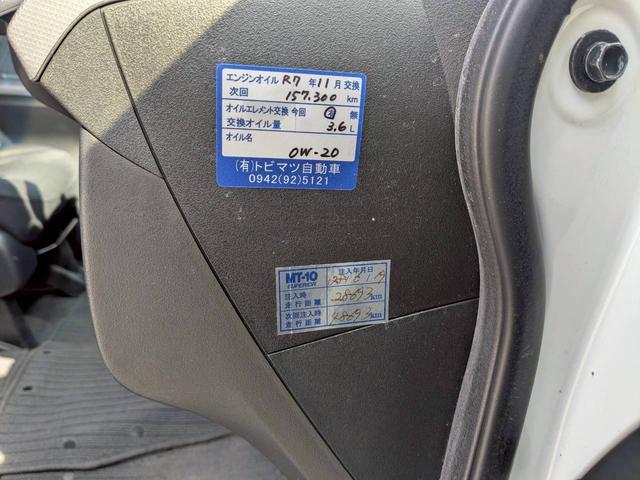 エンジンオイル R7 年 11 月 交換
次回 157.300 km
オイルエレメント交換 今回 有 無
交換オイル量 3.6 L
オイル名
0W-20
(有)トビマツ自動車
0942(92)5121
MT-10 注入年月日
SUPERIOR
注入時
走行距離 28693km
次回注入時
走行距離 48693km